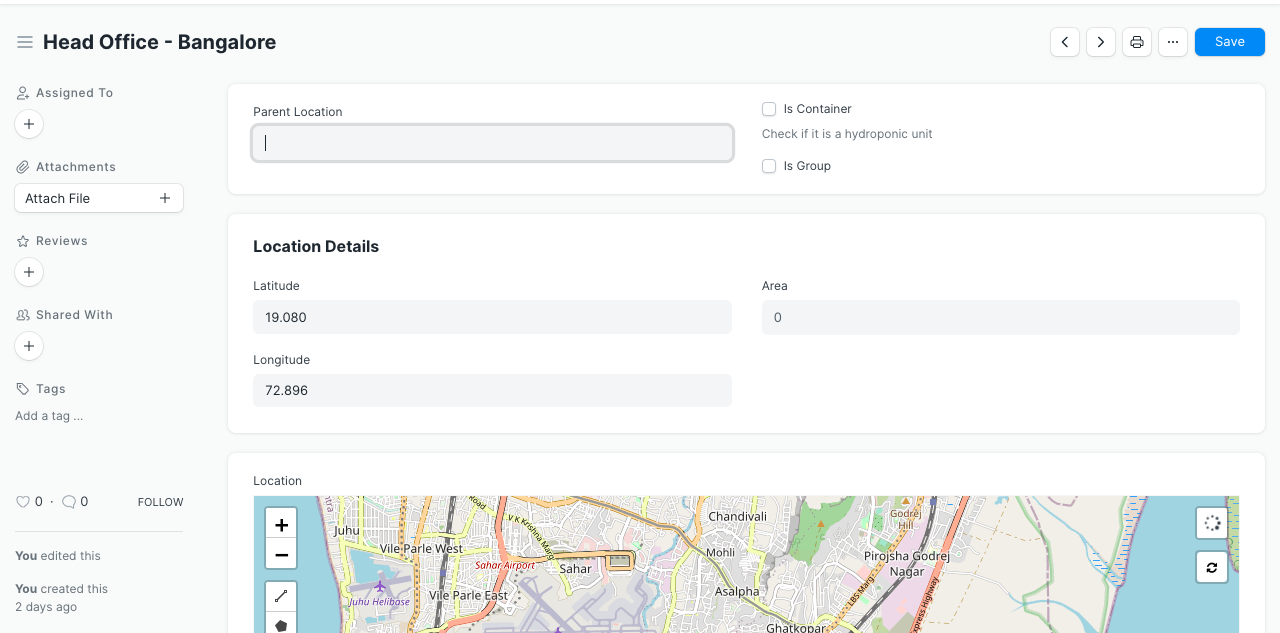 Head Office - Bangalore
Save
Assigned To
Attachments
Attach File
Reviews
Shared With
Tags
Add a tag ...
0 · 0 FOLLOW
You edited this
You created this
2 days ago
Parent Location
Is Container
Check if it is a hydroponic unit
Is Group
Location Details
Latitude
19.080
Area
0
Longitude
72.896
Location
+
−
Juhu
Vile Parle West
Road
V K Krishna Marg
Sahar Airport
Sahar
Juhu Helibase
Vile Parle East
Chandivali
Mohli
Asalpha
Ghatkopar
Godrej
Hill
Pirojsha Godrej
Nagar
LBS Marg
xpress Highway